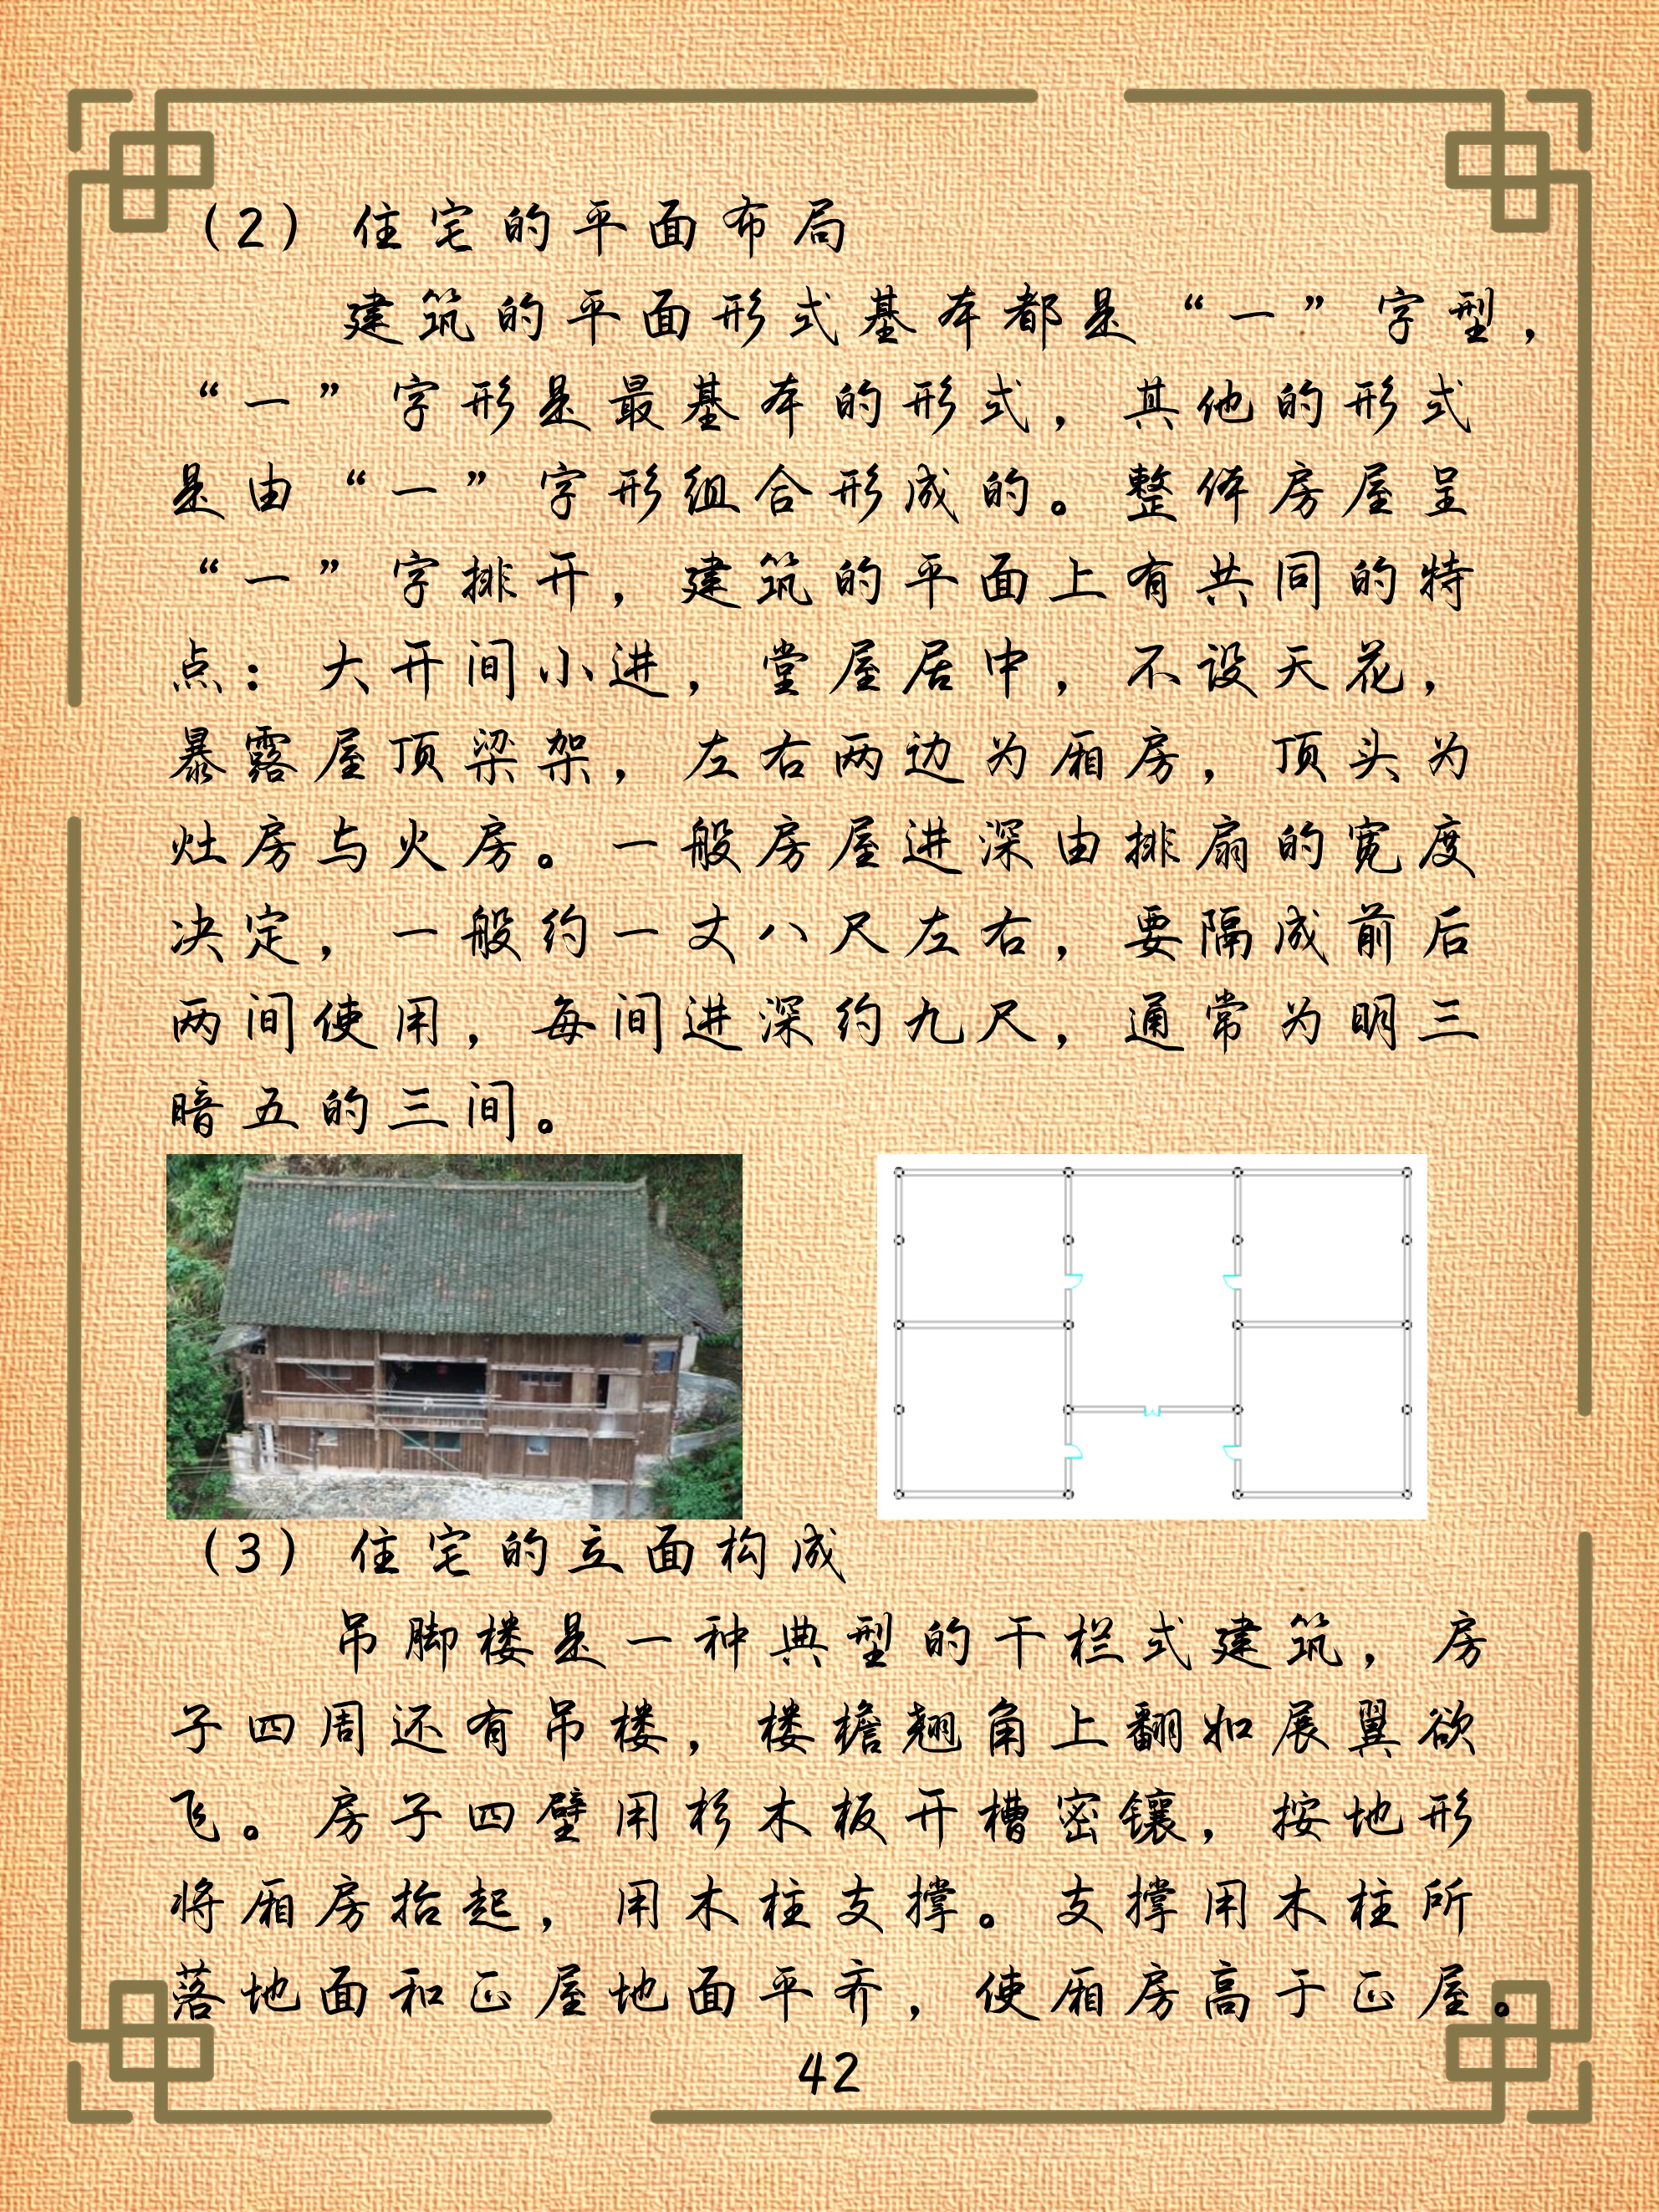 （2）住宅的平面布局
建筑的平面形式基本都是“一”字型，
“一”字形是最基本的形式，其他的形式
是由“一”字形组合形成的。整体房屋呈
“一”字排开，建筑的平面上有共同的特
点：大开间小进，堂屋居中，不设天花，
暴露屋顶梁架，左右两边为厢房，顶头为
灶房与火房。一般房屋进深由排扇的宽度
决定，一般约一丈八尺左右，要隔成前后
两间使用，每间进深约九尺，通常为明三
暗五的三间。
（3）住宅的立面构成
吊脚楼是一种典型的干栏式建筑，房
子四周还有吊楼，楼檐翘角上翻如展翼欲
飞。房子四壁用杉木板开槽密镶，按地形
将厢房抬起，用木柱支撑。支撑用木柱所
落地面和正屋地面平齐，使厢房高于正屋。
42